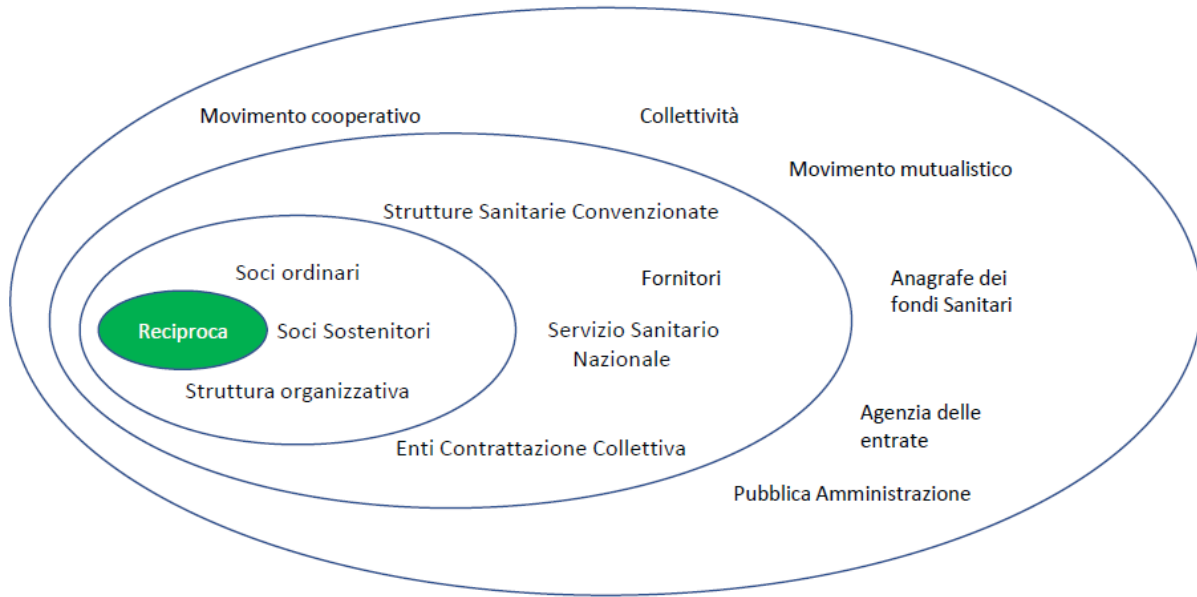 Movimento cooperativo
Collettività
Movimento mutualistico
Strutture Sanitarie Convenzionate
Soci ordinari
Fornitori
Anagrafe dei
fondi Sanitari
Reciproca
Soci Sostenitori
Servizio Sanitario
Nazionale
Struttura organizzativa
Agenzia delle
entrate
Enti Contrattazione Collettiva
Pubblica Amministrazione